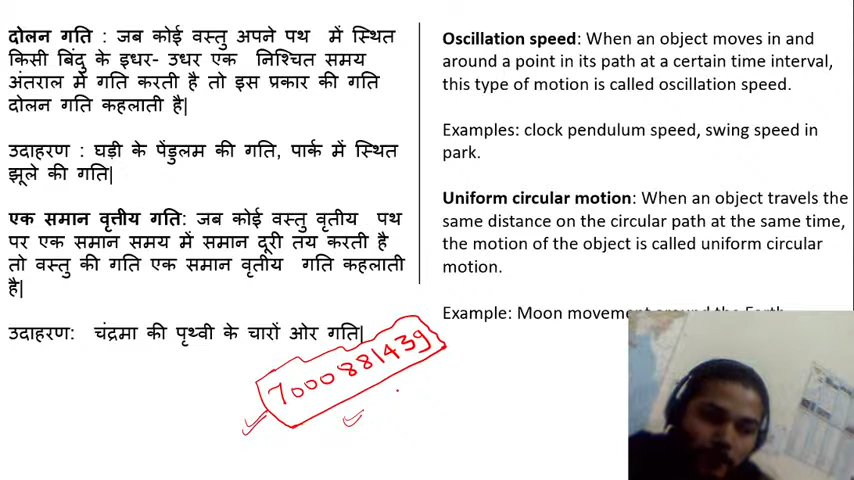 दोलन गति : जब कोई वस्तु अपने पथ में स्थित
किसी बिंदु के इधर- उधर एक निश्चित समय
अंतराल में गति करती है तो इस प्रकार की गति
दोलन गति कहलाती है|
उदाहरण : घड़ी के पेंडुलम की गति, पार्क में स्थित
झूले की गति|
एक समान वृत्तीय गति: जब कोई वस्तु वृतीय पथ
पर एक समान समय में समान दूरी तय करती है
तो वस्तु की गति एक समान वृतीय गति कहलाती
है|
उदाहरण: चंद्रमा की पृथ्वी के चारों ओर गति|
7000881439
Oscillation speed: When an object moves in and
around a point in its path at a certain time interval,
this type of motion is called oscillation speed.
Examples: clock pendulum speed, swing speed in
park.
Uniform circular motion: When an object travels the
same distance on the circular path at the same time,
the motion of the object is called uniform circular
motion.
Example: Moon movement around the Earth